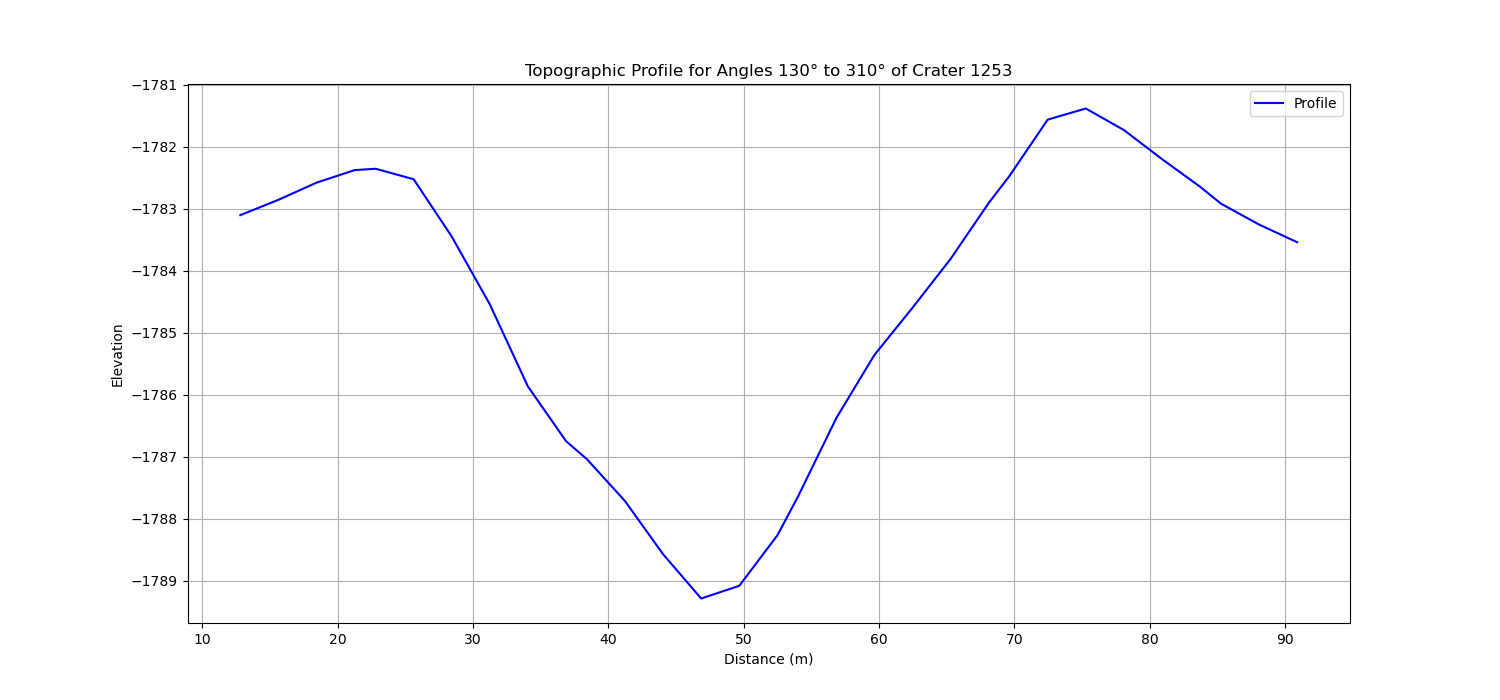 Topographic Profile for Angles 130° to 310° of Crater 1253
Profile
−1781
−1782
−1783
−1784
−1785
−1786
−1787
−1788
−1789
Elevation
10 20 30 40 50 60 70 80 90
Distance (m)